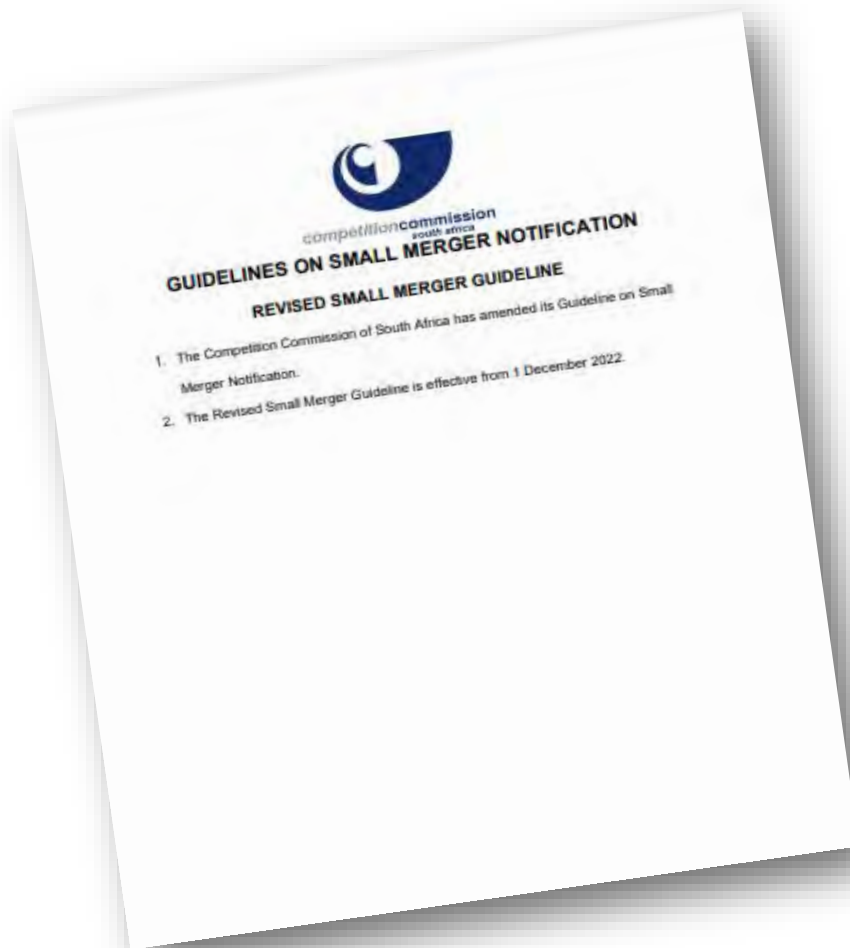 competitioncommission
south africa
GUIDELINES ON SMALL MERGER NOTIFICATION
REVISED SMALL MERGER GUIDELINE
1. The Competition Commission of South Africa has amended its Guideline on Small
Merger Notification.
2. The Revised Small Merger Guideline is effective from 1 December 2022.